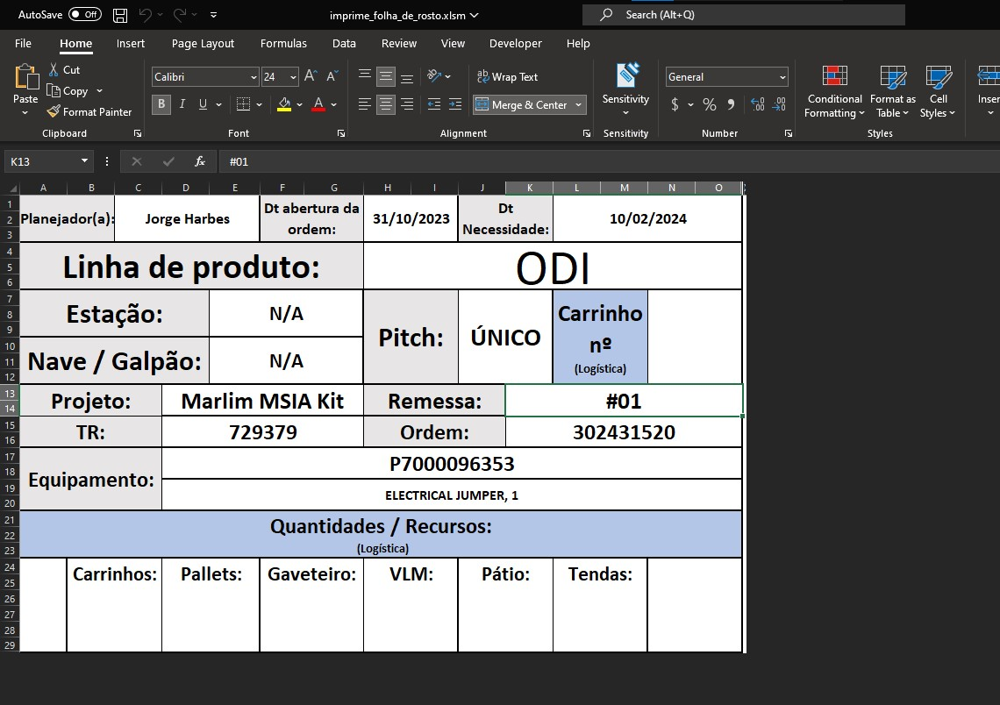 AutoSave Off imprime_folha_de_rosto.xlsm Search (Alt+Q)
File Home Insert Page Layout Formulas Data Review View Developer Help
Paste Cut Copy Format Painter
Calibri 24 A A
B I U A
ab Wrap Text
Merge & Center
Sensitivity
General
$ % 9 .00
Conditional Formatting Format as Table Cell Styles
Clipboard Font Alignment Sensitivity Number Styles
K13 fx #01
A B C D E F G H I J K L M N O
1
2
3
Planejador(a): Jorge Harbes Dt abertura da ordem: 31/10/2023 Dt Necessidade: 10/02/2024
4
5
6
Linha de produto: ODI
7
8
9
Estação: N/A Pitch: ÚNICO Carrinho nº (Logística)
10
11
12
Nave / Galpão: N/A
13
14
Projeto: Marlim MSIA Kit Remessa: #01
15
16
TR: 729379 Ordem: 302431520
17
18
19
20
Equipamento: P7000096353
ELECTRICAL JUMPER, 1
21
22
23
Quantidades / Recursos:
(Logística)
24
25
26
27
28
29
Carrinhos: Pallets: Gaveteiro: VLM: Pátio: Tendas: